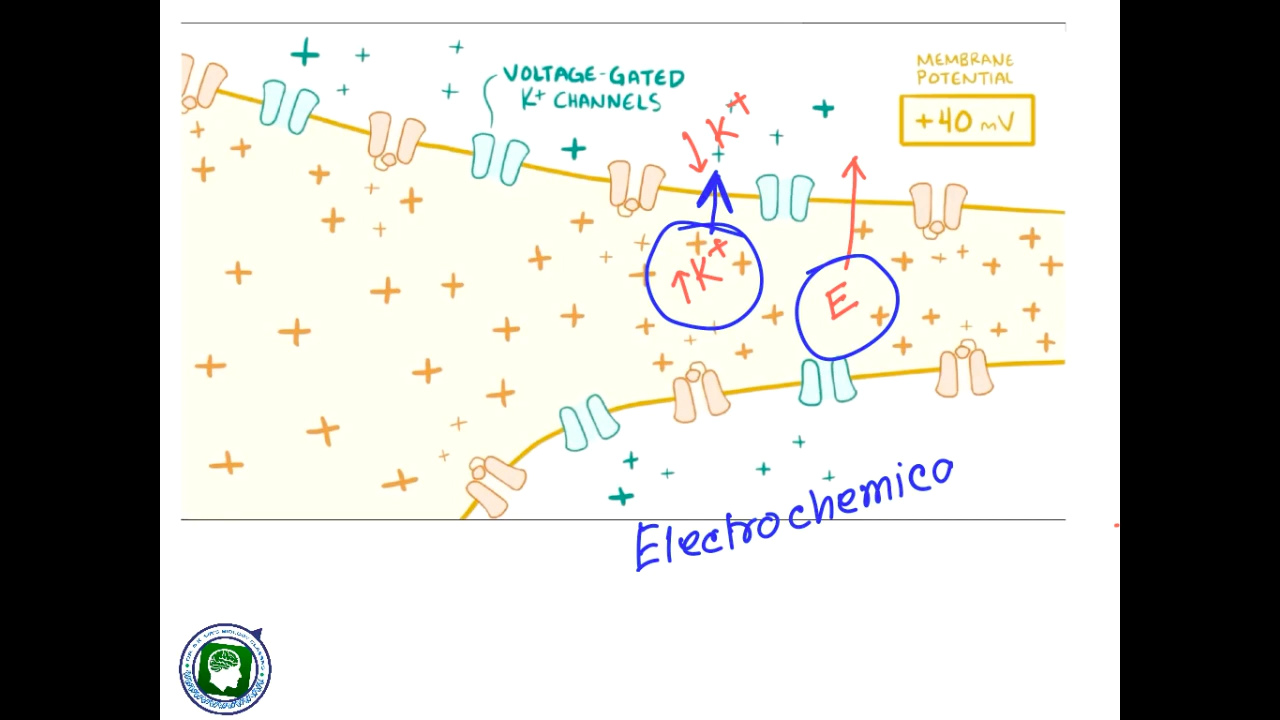 MEMBRANE
POTENTIAL
+40 mV
VOLTAGE-GATED
K+ CHANNELS
↓K+
↑K+
E
Electrochemico